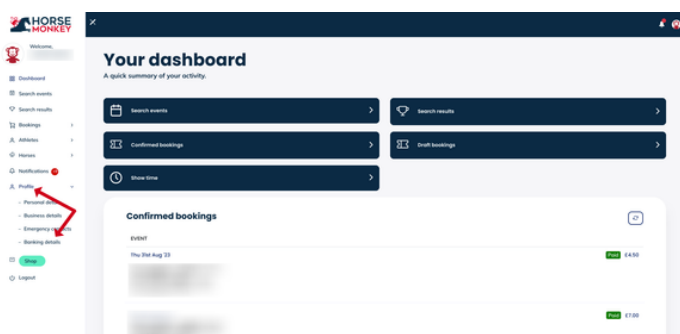 HORSE
MONKEY
Welcome,
Dashboard
Search events
Search results
Bookings
Athletes
Horses
Notifications
Profile
- Personal details
- Business details
- Emergency contacts
- Banking details
Shop
Logout
Your dashboard
A quick summary of your activity.
Search events
Search results
Confirmed bookings
Draft bookings
Show time
Confirmed bookings
EVENT
Thu 31st Aug '23
Paid £4.50
Paid £7.00